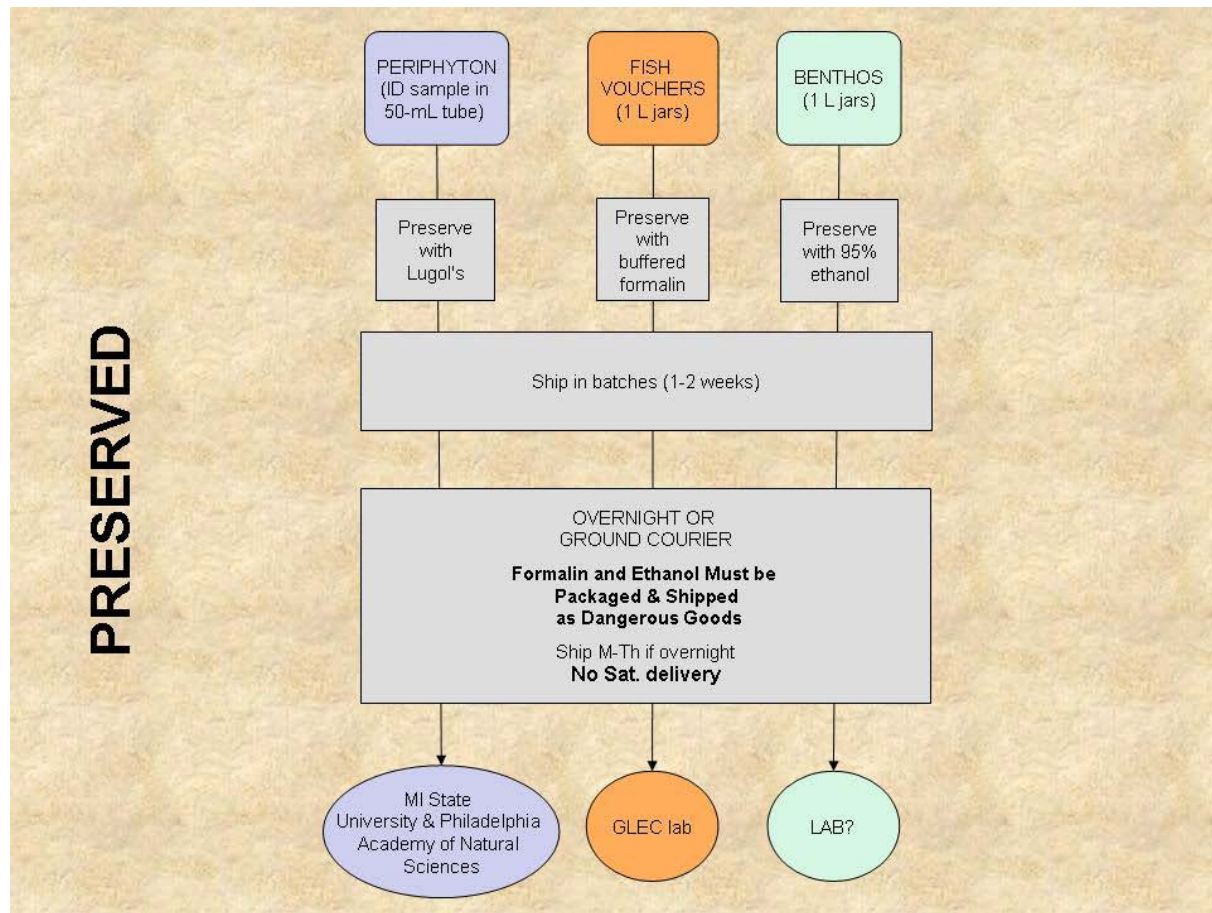 PRESERVED
PERIPHYTON
(ID sample in
50-mL tube)
FISH
VOUCHERS
(1 L jars)
BENTHOS
(1 L jars)
Preserve
with
Lugol's
Preserve
with
buffered
formalin
Preserve
with 95%
ethanol
Ship in batches (1-2 weeks)
OVERNIGHT OR
GROUND COURIER
Formalin and Ethanol Must be
Packaged & Shipped
as Dangerous Goods
Ship M-Th if overnight
No Sat. delivery
MI State
University & Philadelphia
Academy of Natural
Sciences
GLEC lab
LAB?